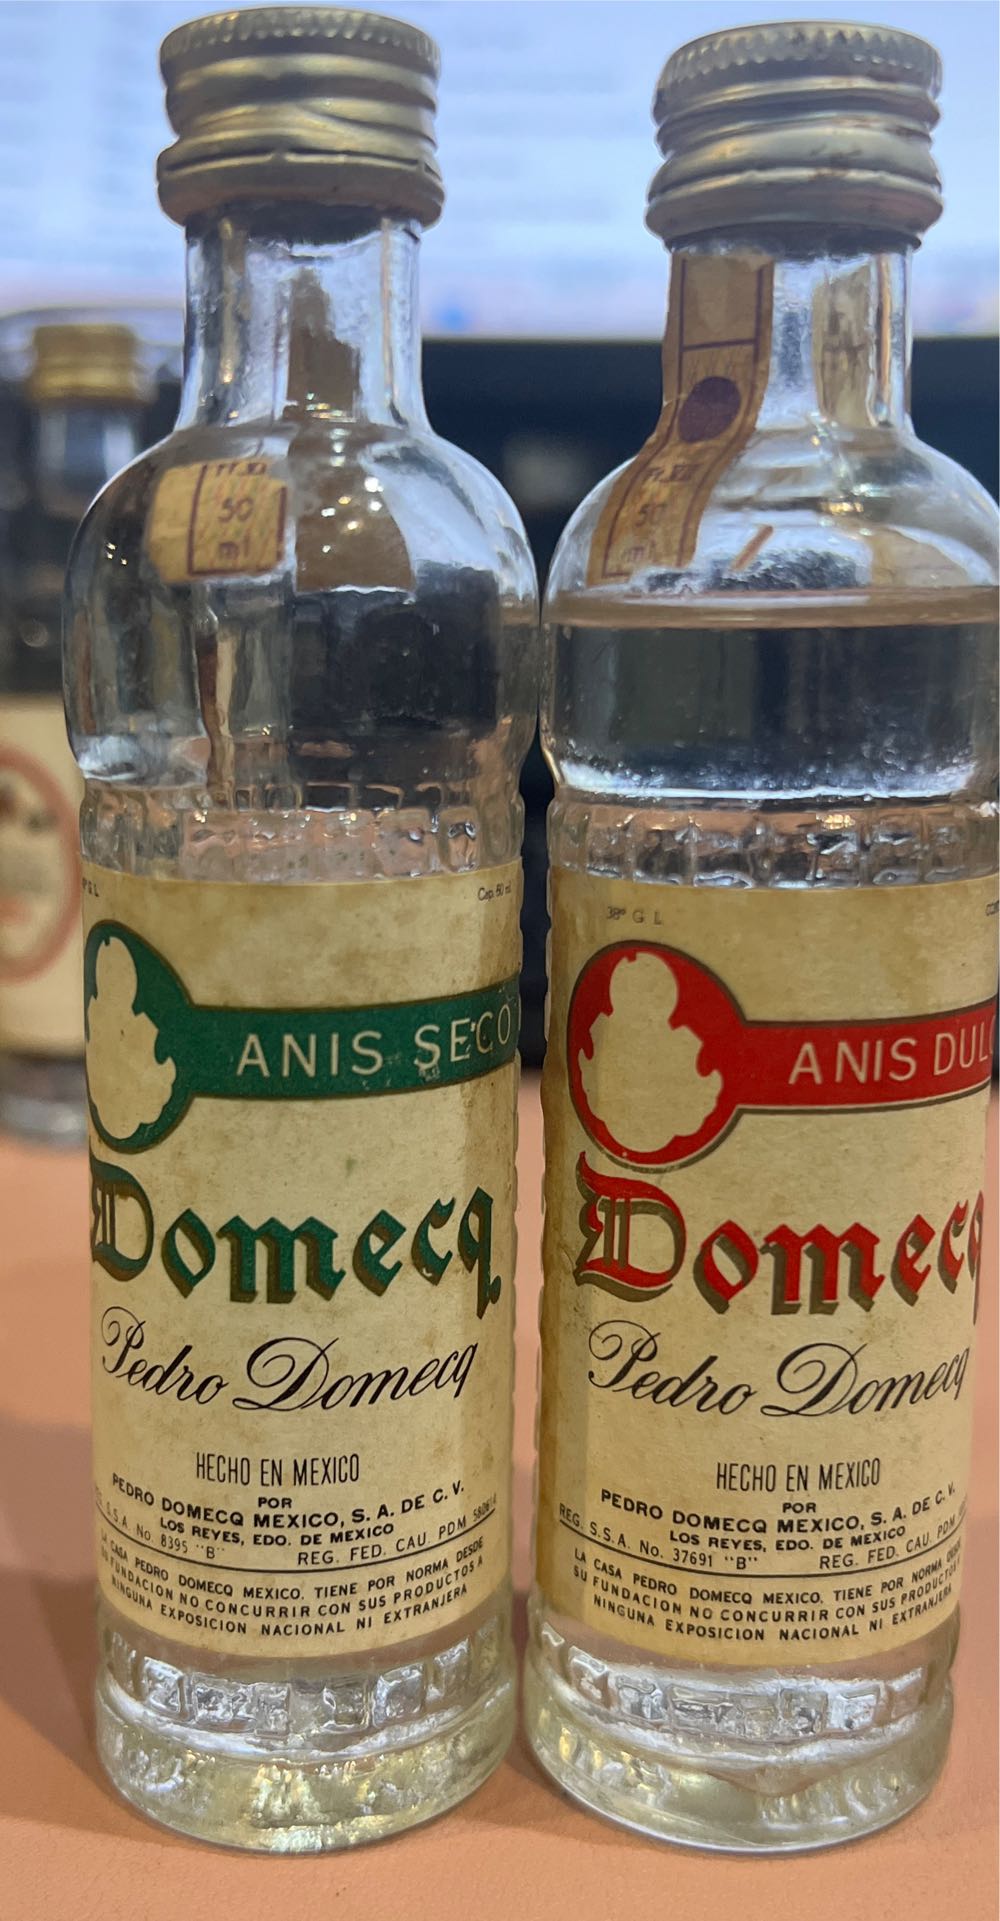 50
ml
Cap. 50 ml
G L
ANIS SECO
Domecq
Pedro Domecq
HECHO EN MEXICO
POR
PEDRO DOMECQ MEXICO, S. A. DE C. V.
LOS REYES, EDO. DE MEXICO
S.S.A. No. 8395 "B" REG. FED. CAU. PDM
LA CASA PEDRO DOMECQ MEXICO, TIENE POR NORMA DESDE
SU FUNDACION NO CONCURRIR CON SUS PRODUCTOS A
NINGUNA EXPOSICION NACIONAL NI EXTRANJERA
50
ml
38° G L
ANIS DUL
Domecq
Pedro Domecq
HECHO EN MEXICO
POR
PEDRO DOMECQ MEXICO, S. A. DE C. V.
LOS REYES, EDO. DE MEXICO
REG. S.S.A. No. 37691 "B" REG. FED. CAU. PDM
LA CASA PEDRO DOMECQ MEXICO, TIENE POR NORMA DESDE
SU FUNDACION NO CONCURRIR CON SUS PRODUCTOS A
NINGUNA EXPOSICION NACIONAL NI EXTRANJERA